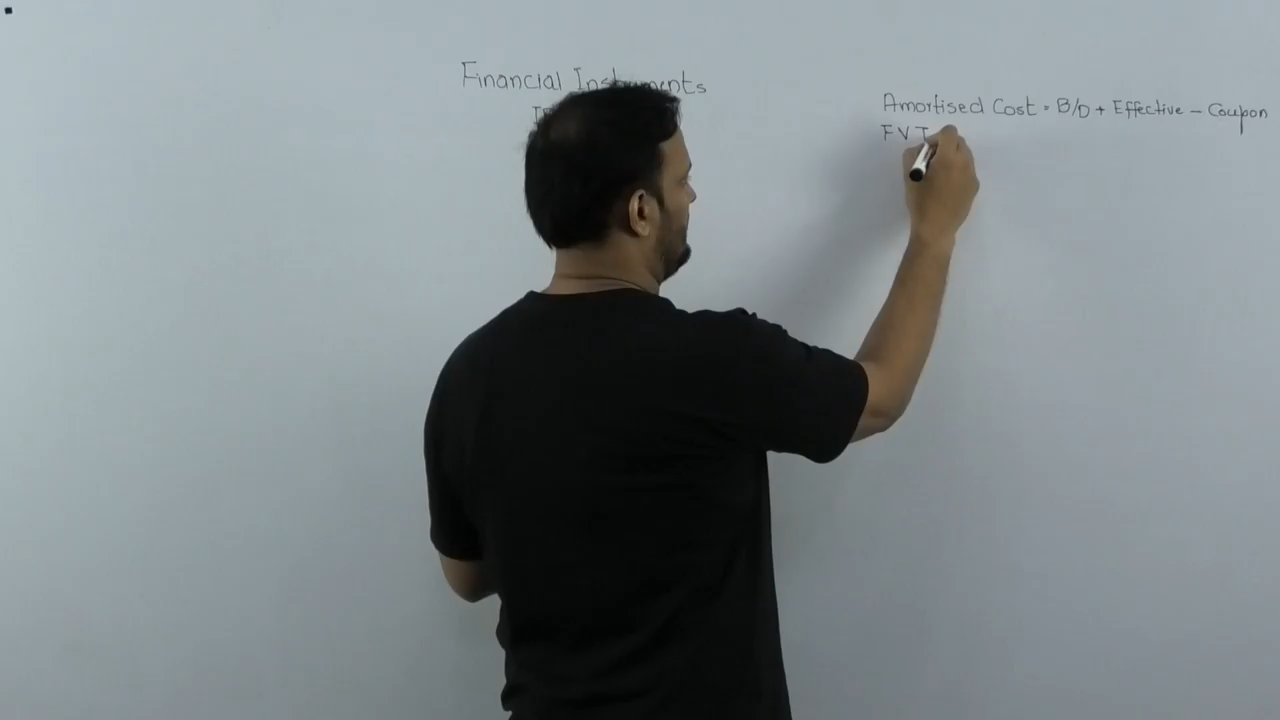 Financial Instruments
Amortised Cost = B/D + Effective - Coupon
FVT